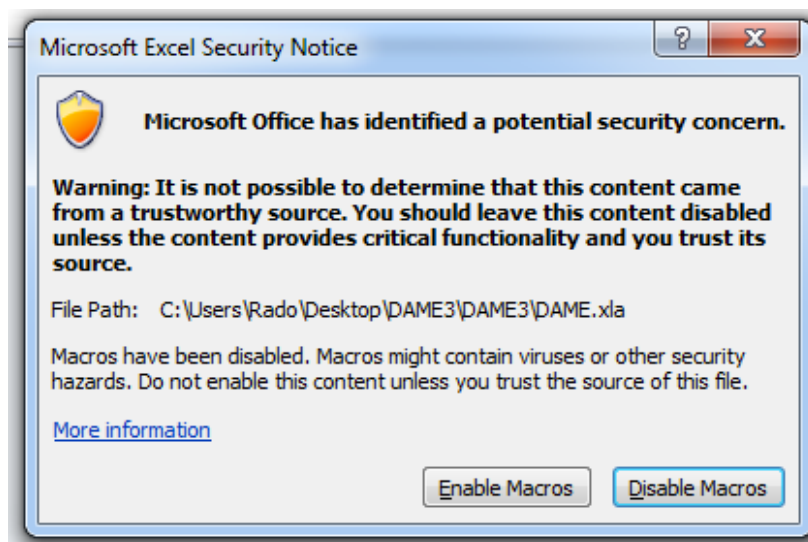 Microsoft Excel Security Notice
Microsoft Office has identified a potential security concern.
Warning: It is not possible to determine that this content came
from a trustworthy source. You should leave this content disabled
unless the content provides critical functionality and you trust its
source.
File Path: C:\Users\Rado\Desktop\DAME3\DAME3\DAME.xla
Macros have been disabled. Macros might contain viruses or other security
hazards. Do not enable this content unless you trust the source of this file.
More information
Enable Macros Disable Macros